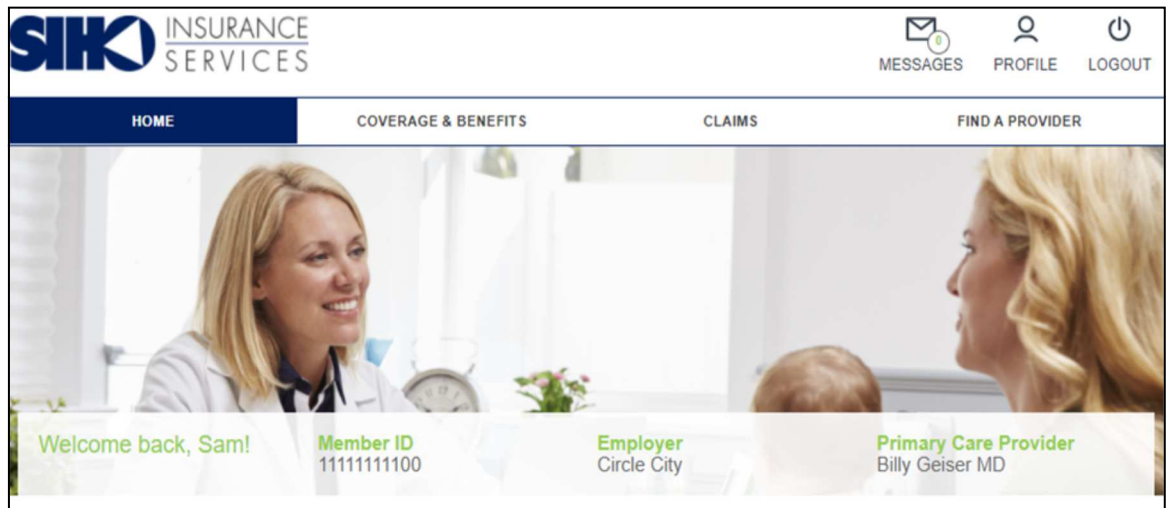 SIHO INSURANCE
SERVICES
0
MESSAGES PROFILE LOGOUT
HOME COVERAGE & BENEFITS CLAIMS FIND A PROVIDER
Welcome back, Sam! Member ID Employer Primary Care Provider
11111111100 Circle City Billy Geiser MD